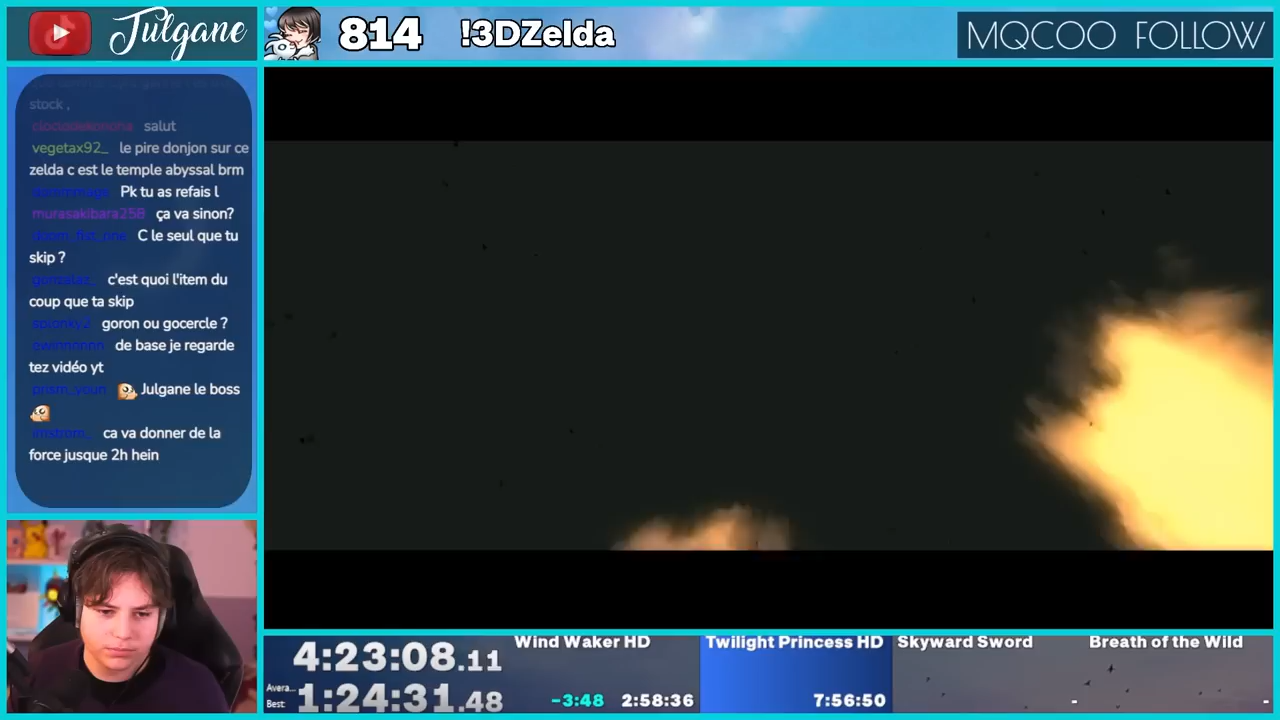 Julgane
814
!3DZelda
MQCOO FOLLOW
stock ,
salut
vegetax92_ le pire donjon sur ce
zelda c est le temple abyssal brm
Pk tu as refais l
murasakibara258 ça va sinon?
doom_fist_one C le seul que tu
skip ?
c'est quoi l'item du
coup que ta skip
goron ou gocercle ?
de base je regarde
tez vidéo yt
Julgane le boss
ca va donner de la
force jusque 2h hein
4:23:08.11
Avera...
Best:
1:24:31.48
Wind Waker HD
-3:48 2:58:36
Twilight Princess HD
7:56:50
Skyward Sword
-
Breath of the Wild
-